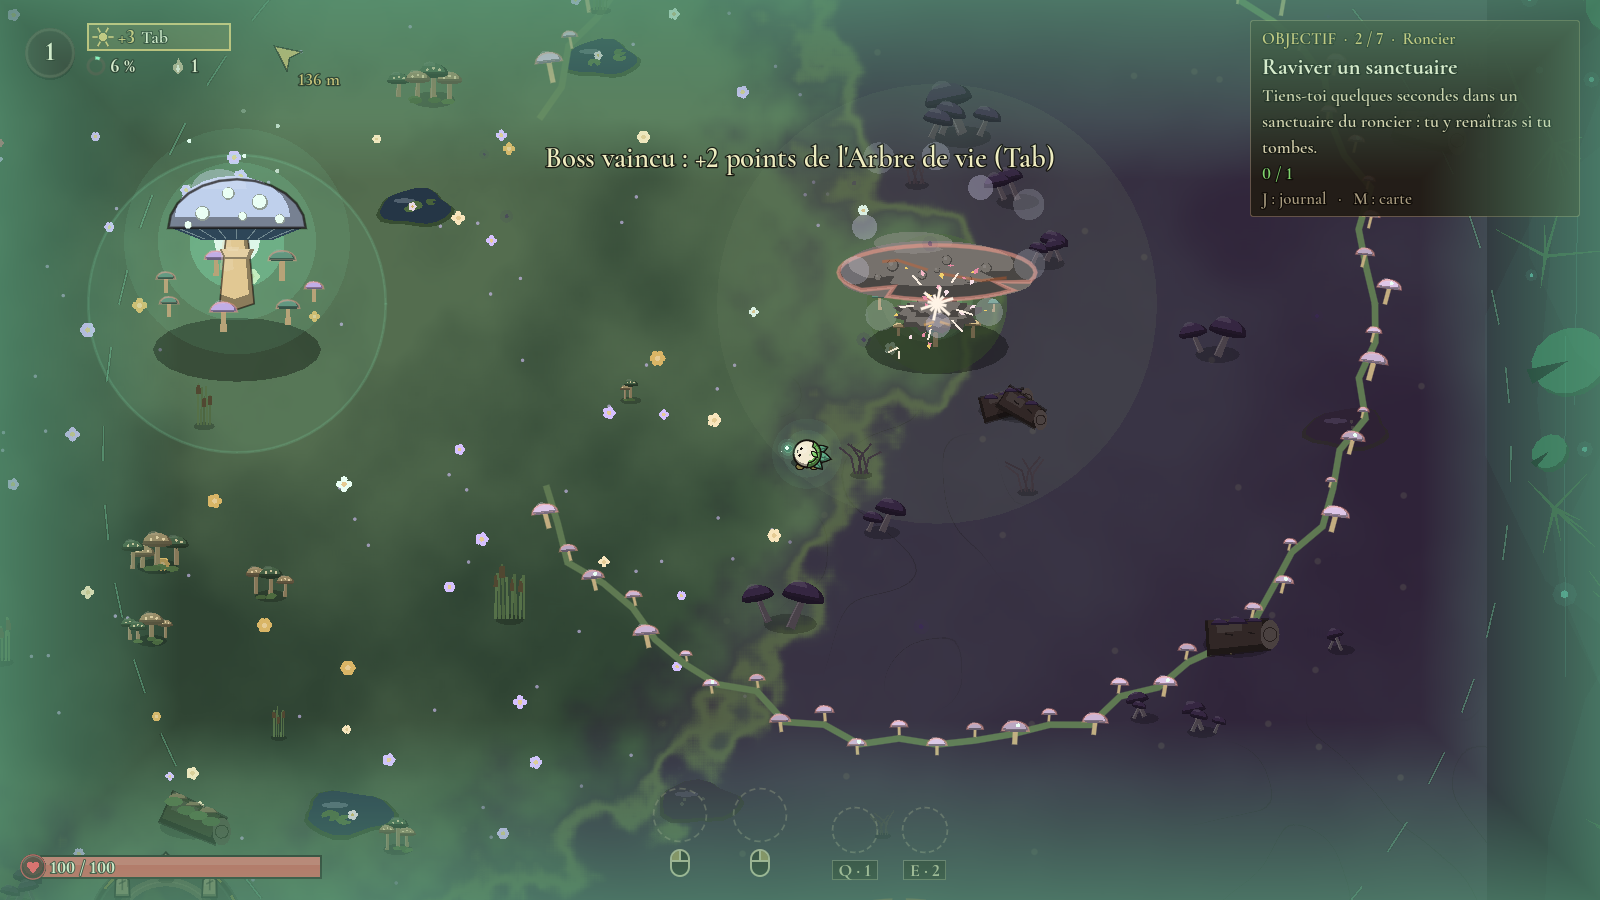 1
+3 Tab
6 %
1
136 m
OBJECTIF · 2 / 7 · Roncier
Raviver un sanctuaire
Tiens-toi quelques secondes dans un
sanctuaire du roncier : tu y renaîtras si tu
tombes.
0 / 1
J : journal · M : carte
Boss vaincu : +2 points de l'Arbre de vie (Tab)
100 / 100
Q · 1
E · 2